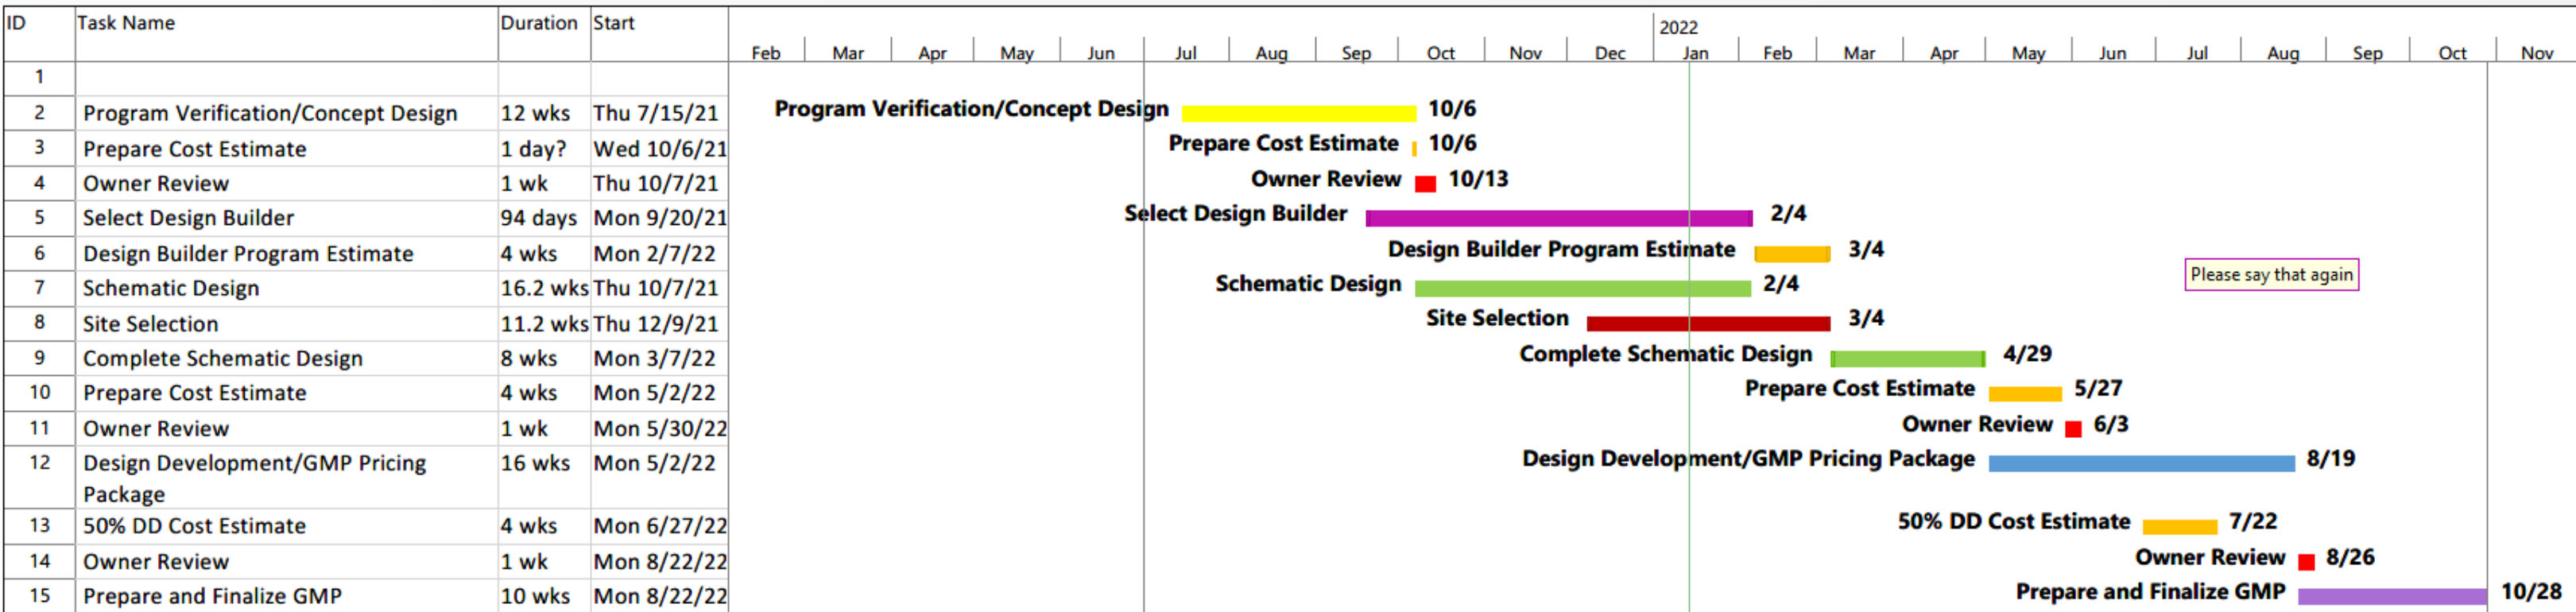 ID Task Name Duration Start
2022
Feb Mar Apr May Jun Jul Aug Sep Oct Nov Dec Jan Feb Mar Apr May Jun Jul Aug Sep Oct Nov
1
2 Program Verification/Concept Design 12 wks Thu 7/15/21 Program Verification/Concept Design 10/6
3 Prepare Cost Estimate 1 day? Wed 10/6/21 Prepare Cost Estimate 10/6
4 Owner Review 1 wk Thu 10/7/21 Owner Review 10/13
5 Select Design Builder 94 days Mon 9/20/21 Select Design Builder 2/4
6 Design Builder Program Estimate 4 wks Mon 2/7/22 Design Builder Program Estimate 3/4
Please say that again
7 Schematic Design 16.2 wks Thu 10/7/21 Schematic Design 2/4
8 Site Selection 11.2 wks Thu 12/9/21 Site Selection 3/4
9 Complete Schematic Design 8 wks Mon 3/7/22 Complete Schematic Design 4/29
10 Prepare Cost Estimate 4 wks Mon 5/2/22 Prepare Cost Estimate 5/27
11 Owner Review 1 wk Mon 5/30/22 Owner Review 6/3
12 Design Development/GMP Pricing 16 wks Mon 5/2/22 Design Development/GMP Pricing Package 8/19
Package
13 50% DD Cost Estimate 4 wks Mon 6/27/22 50% DD Cost Estimate 7/22
14 Owner Review 1 wk Mon 8/22/22 Owner Review 8/26
15 Prepare and Finalize GMP 10 wks Mon 8/22/22 Prepare and Finalize GMP 10/28